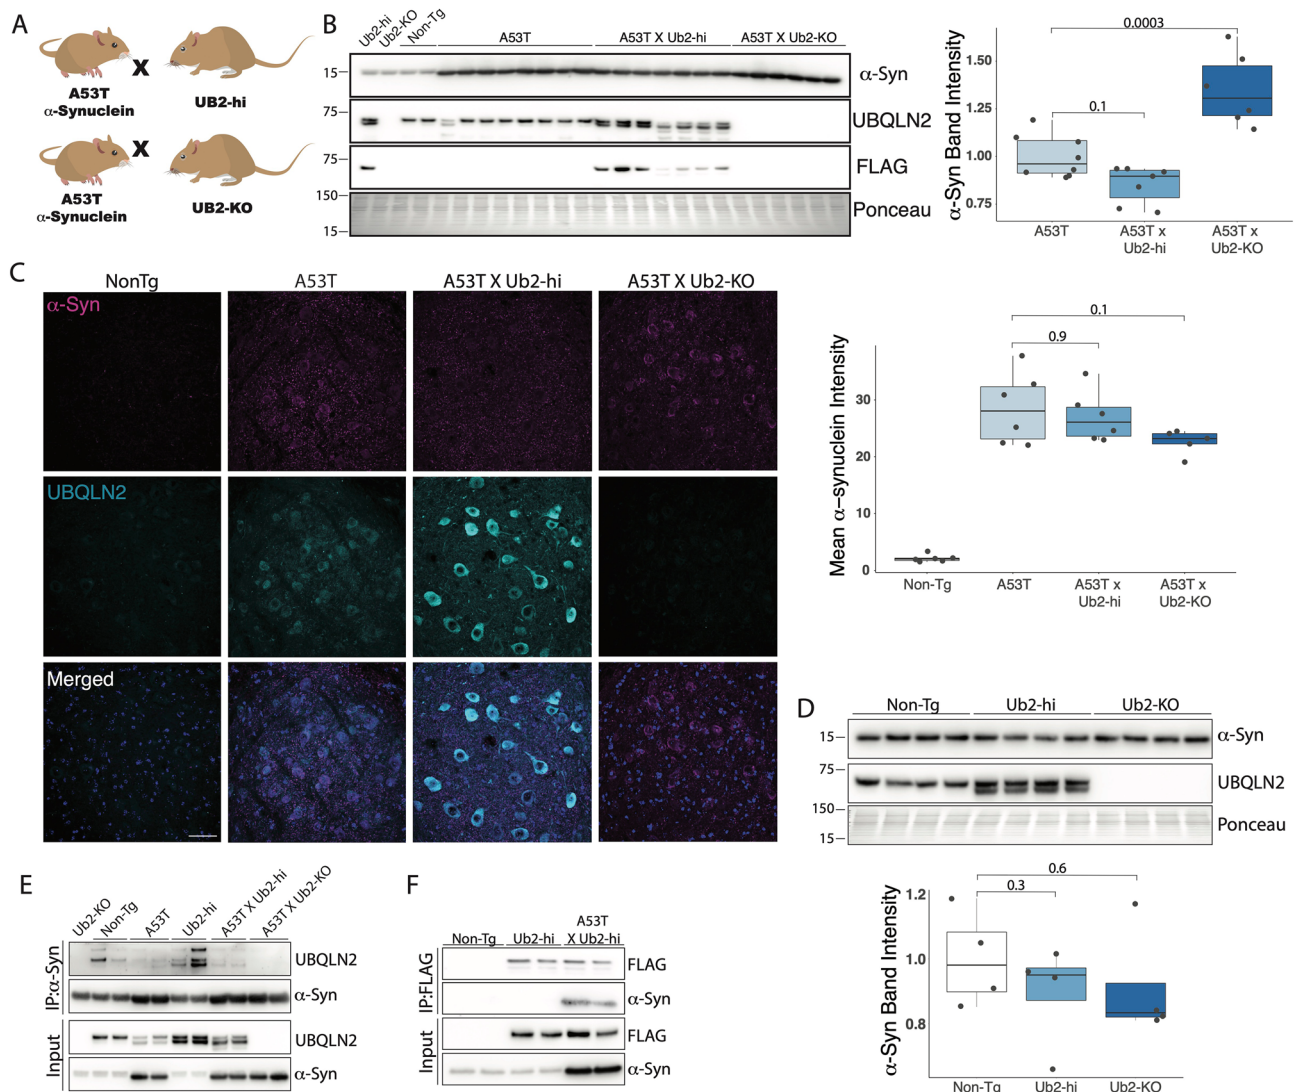 A
X
A53T
α-Synuclein
UB2-hi
X
A53T
α-Synuclein
UB2-KO
B
Ub2-hi
Ub2-KO
Non-Tg
A53T
A53T X Ub2-hi
A53T X Ub2-KO
15
α-Syn
75
UBQLN2
75
FLAG
150
Ponceau
15
α-Syn Band Intensity
0.0003
0.1
1.50
1.25
1.00
0.75
A53T
A53T x
Ub2-hi
A53T x
Ub2-KO
C
NonTg
A53T
A53T X Ub2-hi
A53T X Ub2-KO
α-Syn
UBQLN2
Merged
Mean α-synuclein Intensity
0.1
0.9
30
20
10
0
Non-Tg
A53T
A53T x
Ub2-hi
A53T x
Ub2-KO
D
Non-Tg
Ub2-hi
Ub2-KO
15
α-Syn
75
UBQLN2
150
Ponceau
15
α-Syn Band Intensity
0.6
0.3
1.2
1.0
0.8
Non-Tg
Ub2-hi
Ub2-KO
E
Ub2-KO
Non-Tg
A53T
Ub2-hi
A53T X Ub2-hi
A53T X Ub2-KO
IP:α-Syn
UBQLN2
α-Syn
Input
UBQLN2
α-Syn
F
Non-Tg
Ub2-hi
A53T
X Ub2-hi
IP:FLAG
FLAG
α-Syn
Input
FLAG
α-Syn